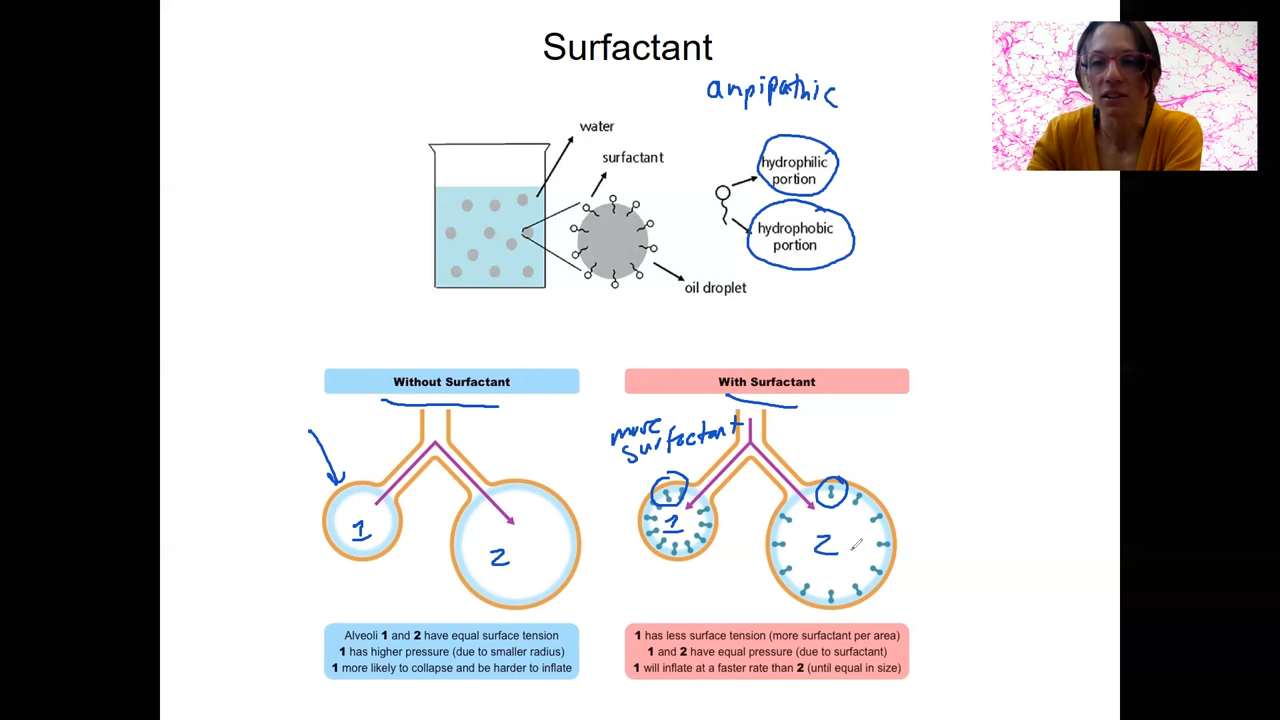 Surfactant
anpipathic
water
surfactant
hydrophilic
portion
hydrophobic
portion
oil droplet
Without Surfactant
With Surfactant
more
surfactant
1
2
1
2
Alveoli 1 and 2 have equal surface tension
1 has higher pressure (due to smaller radius)
1 more likely to collapse and be harder to inflate
1 has less surface tension (more surfactant per area)
1 and 2 have equal pressure (due to surfactant)
1 will inflate at a faster rate than 2 (until equal in size)